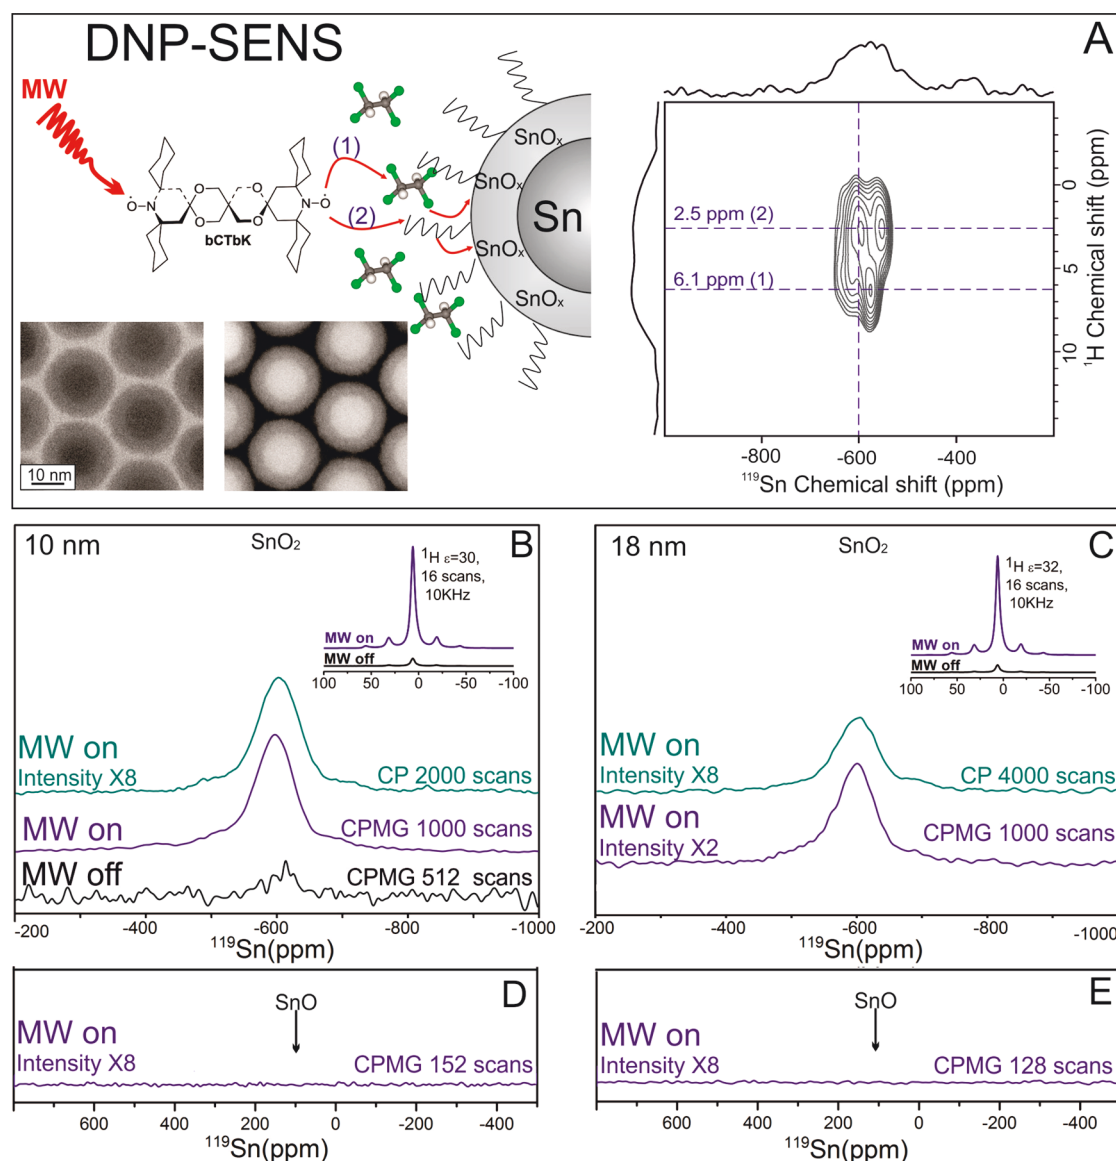 DNP-SENS
A
MW
(1)
(2)
·O
N
O
O
O
O
N
O·
bCTbK
SnOₓ
SnOₓ
SnOₓ
SnOₓ
Sn
10 nm
2.5 ppm (2)
6.1 ppm (1)
0
5
10
¹H Chemical shift (ppm)
-800
-600
-400
¹¹⁹Sn Chemical shift (ppm)
10 nm
SnO₂
B
¹H ε=30,
16 scans,
10KHz
MW on
MW off
100
50
0
-50
-100
MW on
Intensity X8
CP 2000 scans
MW on
CPMG 1000 scans
MW off
CPMG 512 scans
-200
-400
-600
-800
-1000
¹¹⁹Sn(ppm)
18 nm
SnO₂
C
¹H ε=32,
16 scans,
10KHz
MW on
MW off
100
50
0
-50
-100
MW on
Intensity X8
CP 4000 scans
MW on
Intensity X2
CPMG 1000 scans
-200
-400
-600
-800
-1000
¹¹⁹Sn(ppm)
D
SnO
MW on
Intensity X8
CPMG 152 scans
600
400
200
0
-200
-400
¹¹⁹Sn(ppm)
E
SnO
MW on
Intensity X8
CPMG 128 scans
600
400
200
0
-200
-400
¹¹⁹Sn(ppm)